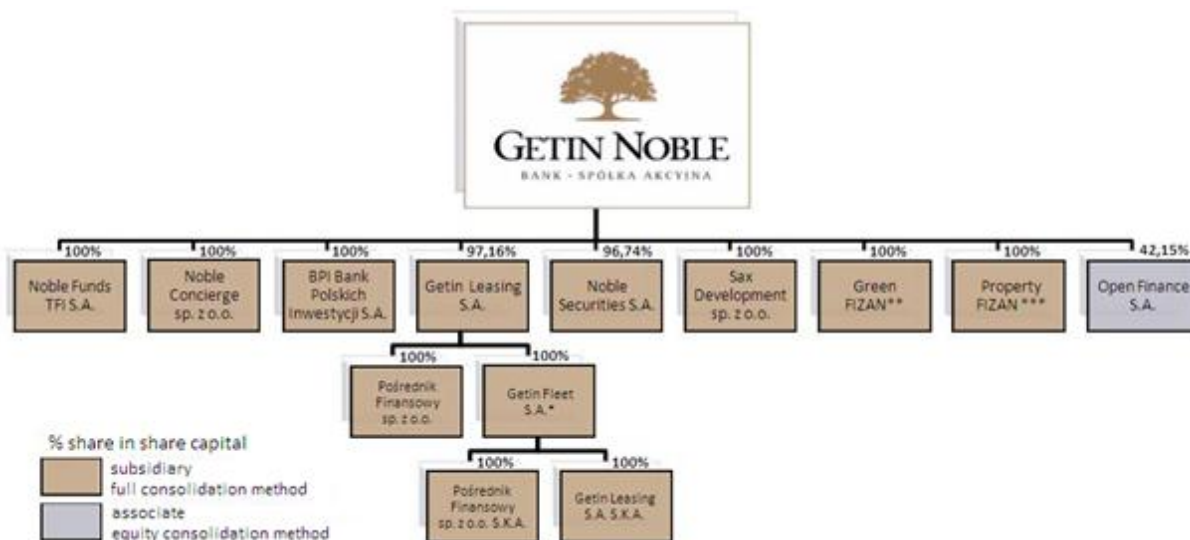 GETIN NOBLE
BANK - SPÓŁKA AKCYJNA
100%
100%
100%
97,16%
96,74%
100%
100%
100%
42,15%
Noble Funds
TFI S.A.
Noble
Concierge
sp. z o.o.
BPI Bank
Polskich
Inwestycji S.A.
Getin Leasing
S.A.
Noble
Securities S.A.
Sax
Development
sp. z o.o.
Green
FIZAN**
Property
FIZAN ***
Open Finance
S.A.
100%
100%
Pośrednik
Finansowy
sp. z o.o.
Getin Fleet
S.A.*
100%
100%
Pośrednik
Finansowy
sp. z o.o. S.K.A.
Getin Leasing
S.A. S.K.A.
% share in share capital
subsidiary
full consolidation method
associate
equity consolidation method